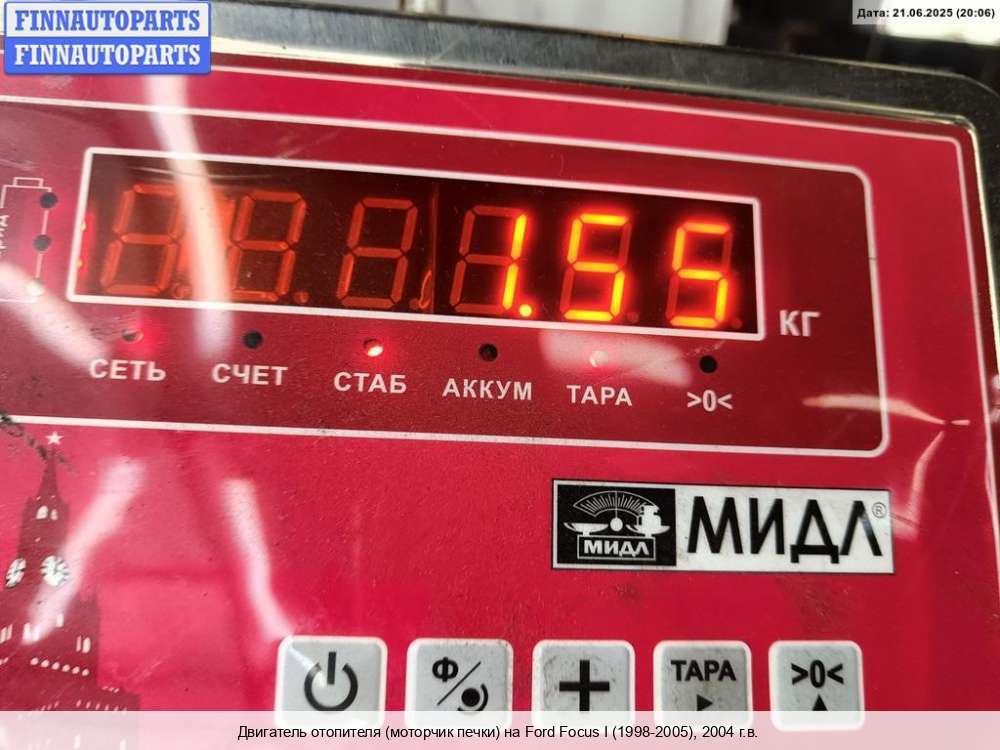 FINNAUTOPARTS
FINNAUTOPARTS
Дата: 21.06.2025 (20:06)
1.55
КГ
СЕТЬ СЧЕТ СТАБ АККУМ ТАРА >0<
МИДЛ МИДЛ®
Ф ТАРА >0<
Двигатель отопителя (моторчик печки) на Ford Focus I (1998-2005), 2004 г.в.